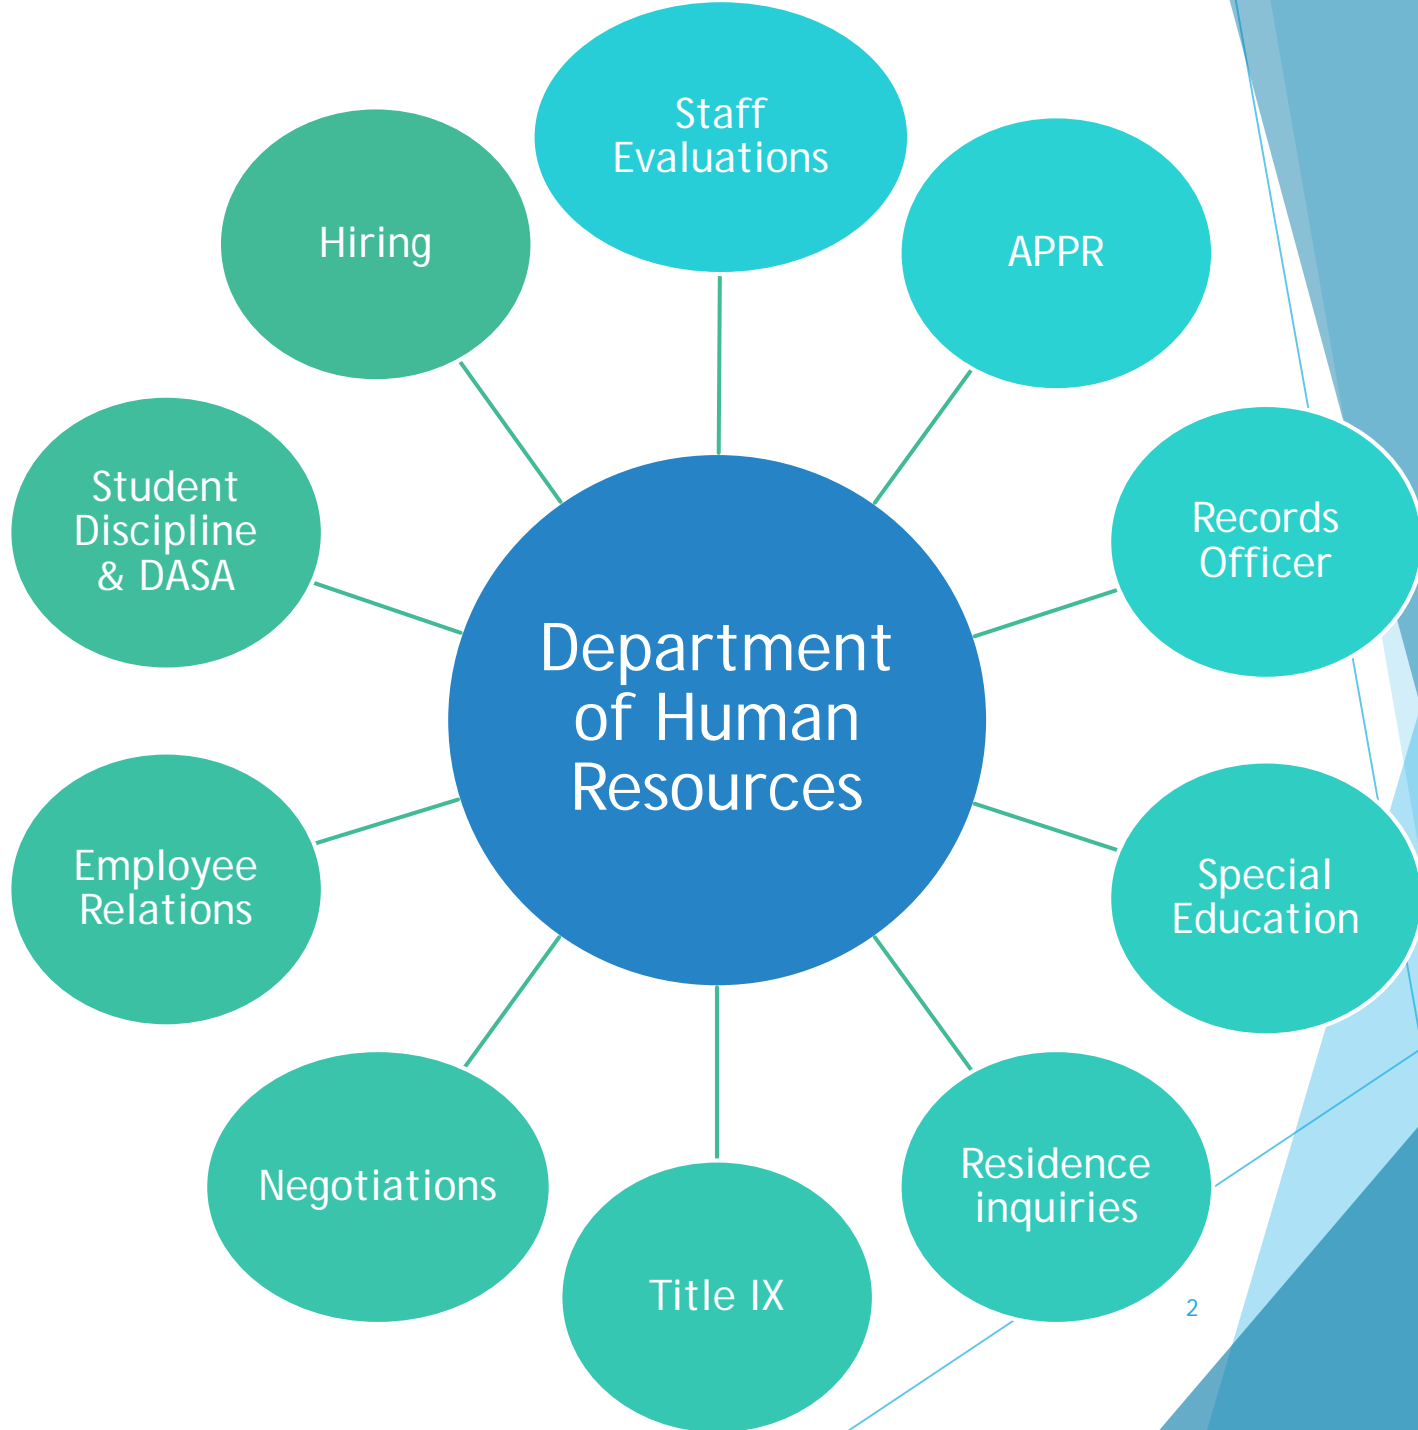 Staff
Evaluations
APPR
Records
Officer
Special
Education
Residence
inquiries
Title IX
Negotiations
Employee
Relations
Student
Discipline
& DASA
Hiring
Department
of Human
Resources
2